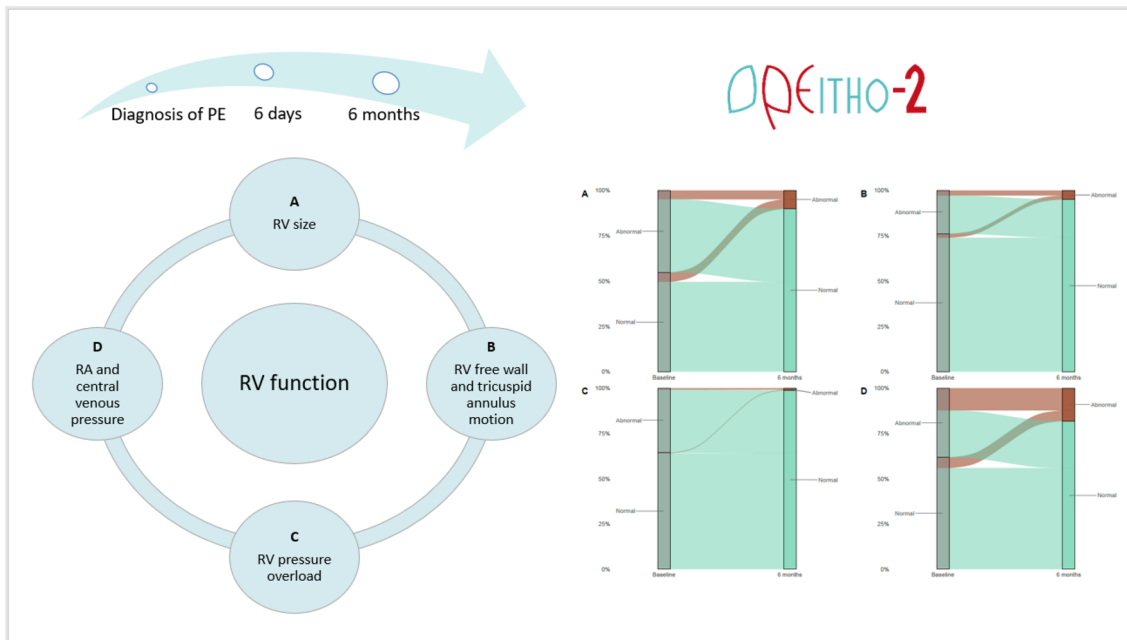 Diagnosis of PE
6 days
6 months
PEITHO-2
A
RV size
B
RV free wall
and tricuspid
annulus
motion
C
RV pressure
overload
D
RA and
central
venous
pressure
RV function
A
100%
75%
50%
25%
0%
Abnormal
Normal
Abnormal
Normal
Baseline
6 months
B
100%
75%
50%
25%
0%
Abnormal
Normal
Abnormal
Normal
Baseline
6 months
C
100%
75%
50%
25%
0%
Abnormal
Normal
Abnormal
Normal
Baseline
6 months
D
100%
75%
50%
25%
0%
Abnormal
Normal
Abnormal
Normal
Baseline
6 months